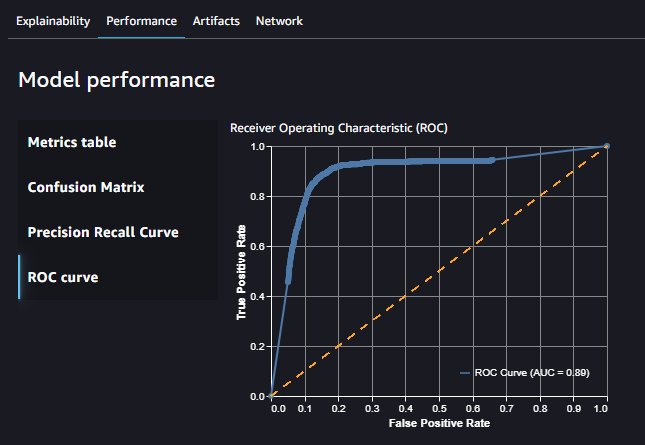 Explainability Performance Artifacts Network
Model performance
Metrics table
Confusion Matrix
Precision Recall Curve
ROC curve
Receiver Operating Characteristic (ROC)
1.0
0.8
0.6
0.4
0.2
0.0
True Positive Rate
ROC Curve (AUC = 0.89)
0.0 0.1 0.2 0.3 0.4 0.5 0.6 0.7 0.8 0.9 1.0
False Positive Rate